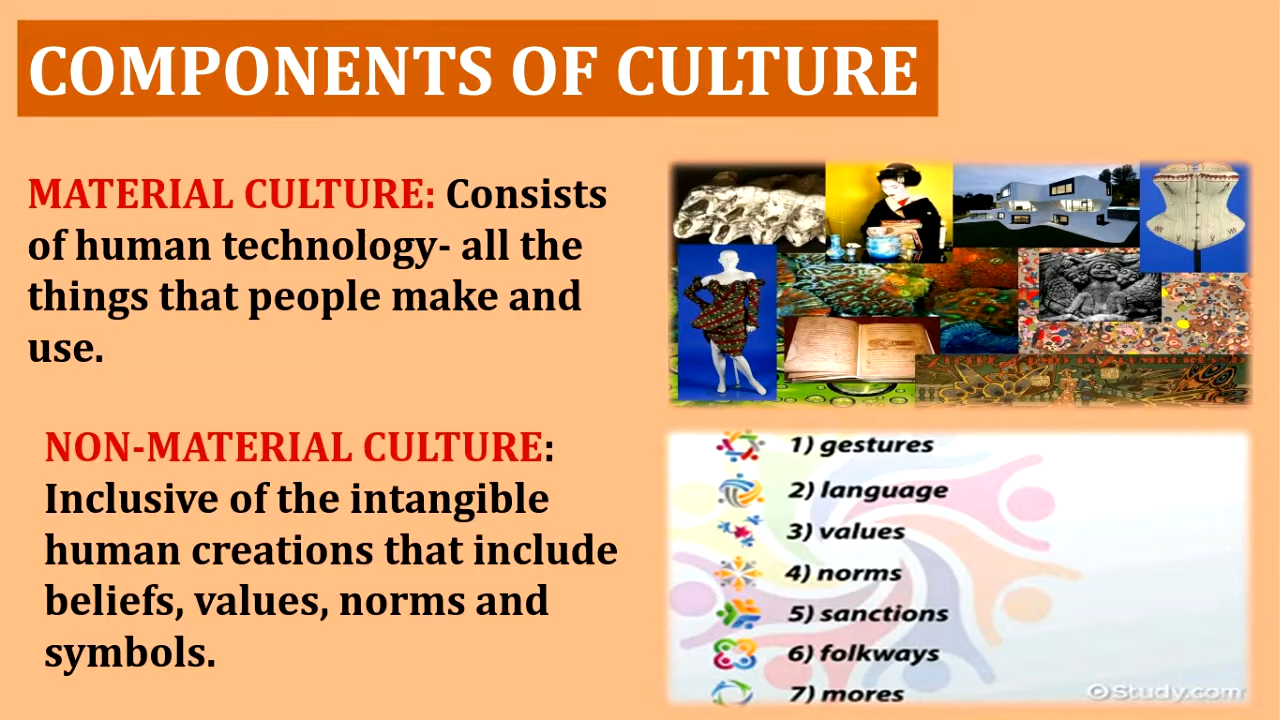 COMPONENTS OF CULTURE
MATERIAL CULTURE: Consists
of human technology- all the
things that people make and
use.
NON-MATERIAL CULTURE:
Inclusive of the intangible
human creations that include
beliefs, values, norms and
symbols.
1) gestures
2) language
3) values
4) norms
5) sanctions
6) folkways
7) mores
©Study.com